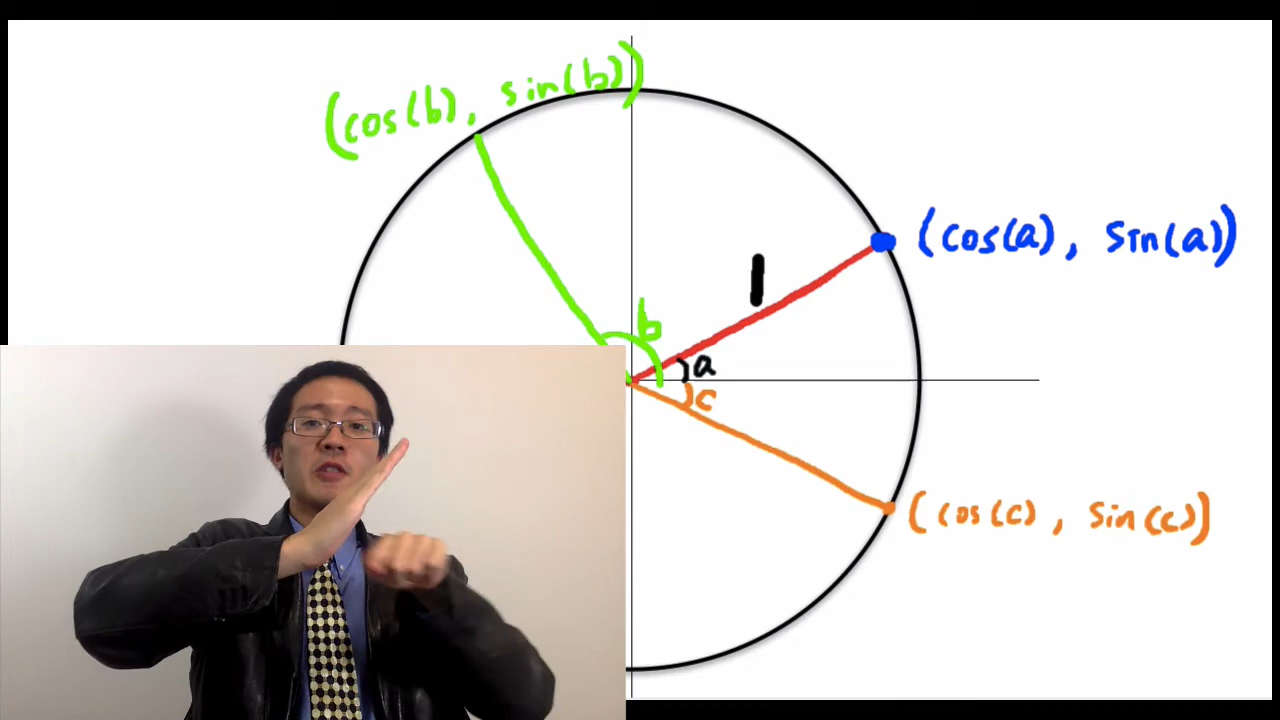 (cos(b), sin(b))
(cos(a), sin(a))
1
b
a
c
(cos(c), sin(c))